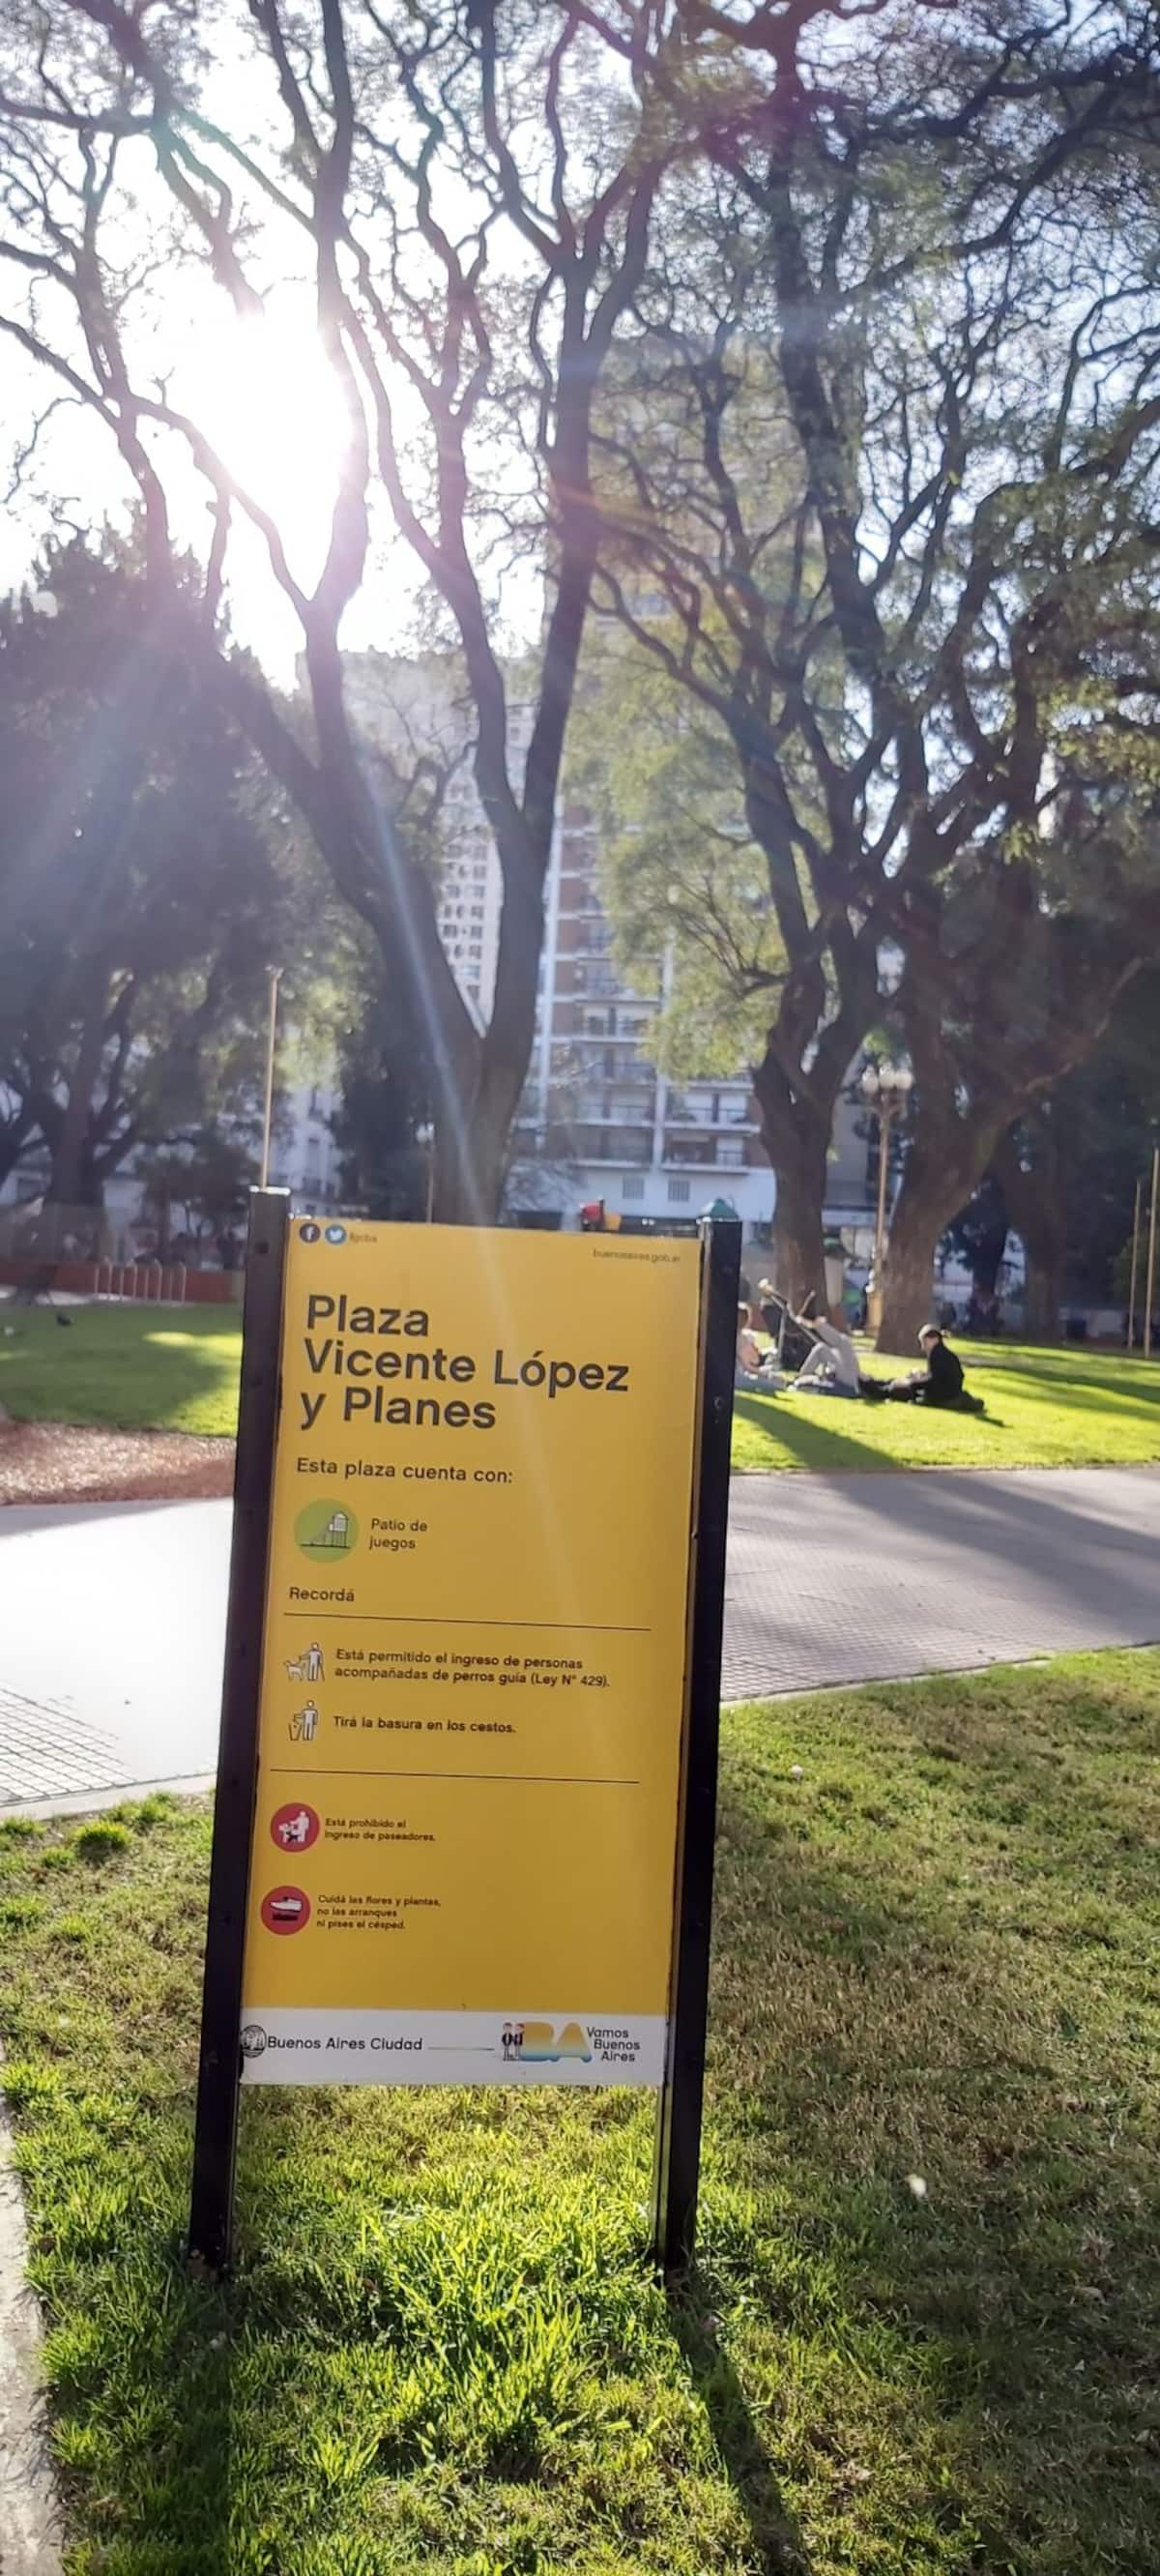 /gcba
buenosaires.gob.ar
Plaza
Vicente López
y Planes
Esta plaza cuenta con:
Patio de
juegos
Recordá
Está permitido el ingreso de personas
acompañadas de perros guía (Ley N° 429).
Tirá la basura en los cestos.
Está prohibido el
ingreso de paseadores.
Cuidá las flores y plantas,
no las arranques
ni pises el césped.
Buenos Aires Ciudad
BA
Vamos
Buenos
Aires